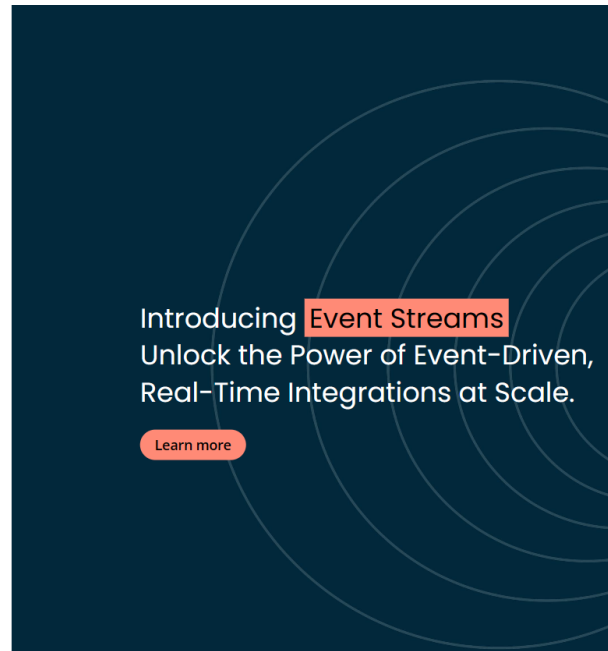 Introducing Event Streams
Unlock the Power of Event-Driven,
Real-Time Integrations at Scale.
Learn more